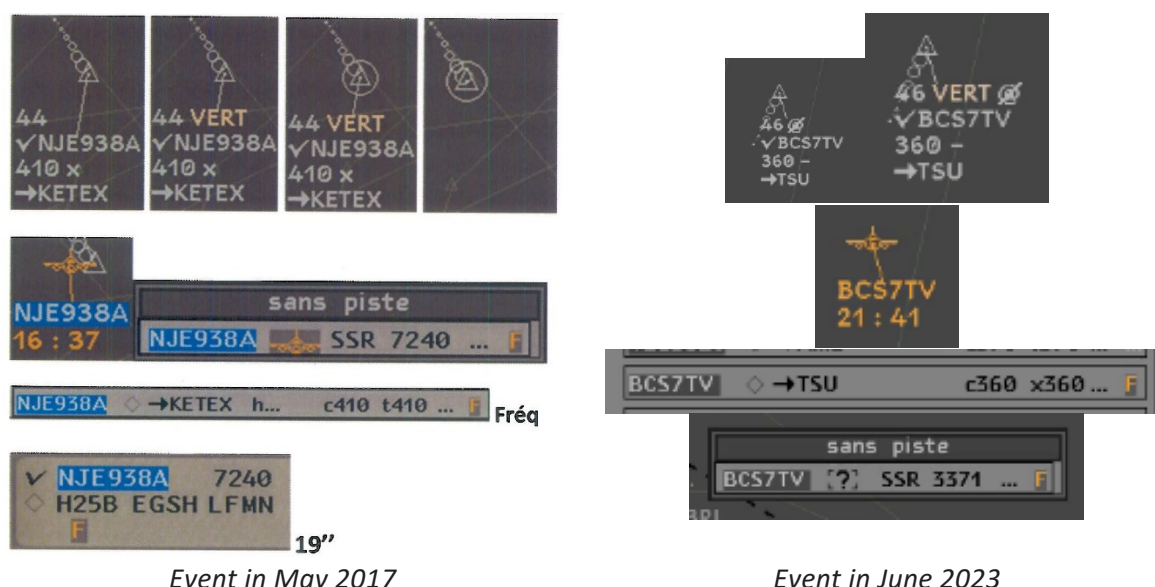 44
✓NJE938A
410 x
→KETEX
44 VERT
✓NJE938A
410 x
→KETEX
44 VERT
✓NJE938A
410 x
→KETEX
NJE938A
16 : 37
sans piste
NJE938A SSR 7240 ... F
NJE938A ◇ →KETEX h... c410 t410 ... F
Fréq
✓ NJE938A 7240
◇ H25B EGSH LFMN
F
19’’
Event in May 2017
46
✓BCS7TV
360 –
→TSU
46 VERT
✓BCS7TV
360 –
→TSU
BCS7TV
21 : 41
BCS7TV ◇ →TSU c360 x360... F
sans piste
BCS7TV [?] SSR 3371 ... F
Event in June 2023